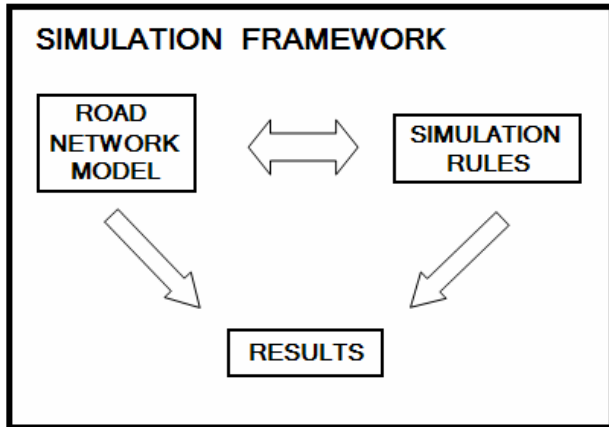 SIMULATION FRAMEWORK
ROAD
NETWORK
MODEL
SIMULATION
RULES
RESULTS